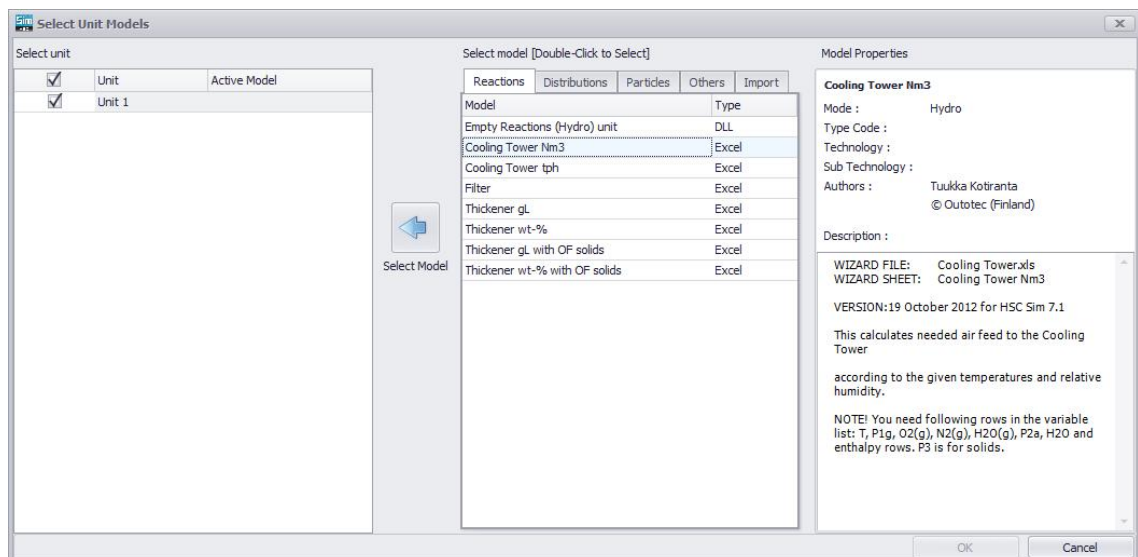 Sim
Select Unit Models
Select unit
Unit Active Model
Unit 1
Select Model
Select model [Double-Click to Select]
Reactions Distributions Particles Others Import
Model Type
Empty Reactions (Hydro) unit DLL
Cooling Tower Nm3 Excel
Cooling Tower tph Excel
Filter Excel
Thickener gL Excel
Thickener wt-% Excel
Thickener gL with OF solids Excel
Thickener wt-% with OF solids Excel
Model Properties
Cooling Tower Nm3
Mode : Hydro
Type Code :
Technology :
Sub Technology :
Authors : Tuukka Kotiranta
© Outotec (Finland)
Description :
WIZARD FILE: Cooling Tower.xls
WIZARD SHEET: Cooling Tower Nm3
VERSION:19 October 2012 for HSC Sim 7.1
This calculates needed air feed to the Cooling
Tower
according to the given temperatures and relative
humidity.
NOTE! You need following rows in the variable
list: T, P1g, O2(g), N2(g), H2O(g), P2a, H2O and
enthalpy rows. P3 is for solids.
OK Cancel